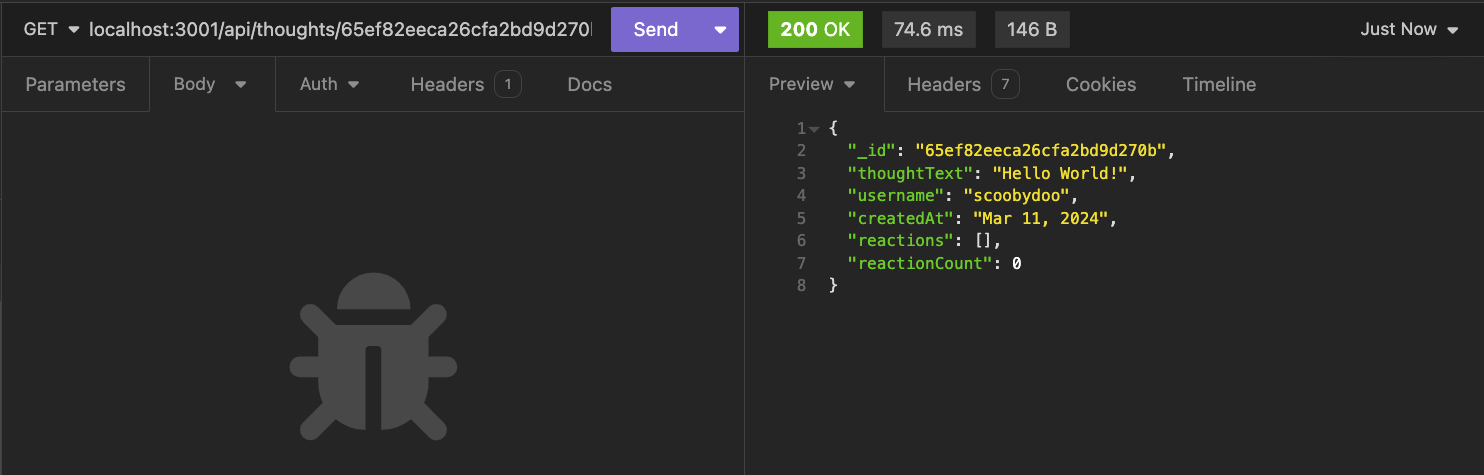 GET localhost:3001/api/thoughts/65ef82eeca26cfa2bd9d270 Send 200 OK 74.6 ms 146 B Just Now
Parameters Body Auth Headers 1 Docs Preview Headers 7 Cookies Timeline
1 {
2 "_id": "65ef82eeca26cfa2bd9d270b",
3 "thoughtText": "Hello World!",
4 "username": "scoobydoo",
5 "createdAt": "Mar 11, 2024",
6 "reactions": [],
7 "reactionCount": 0
8 }